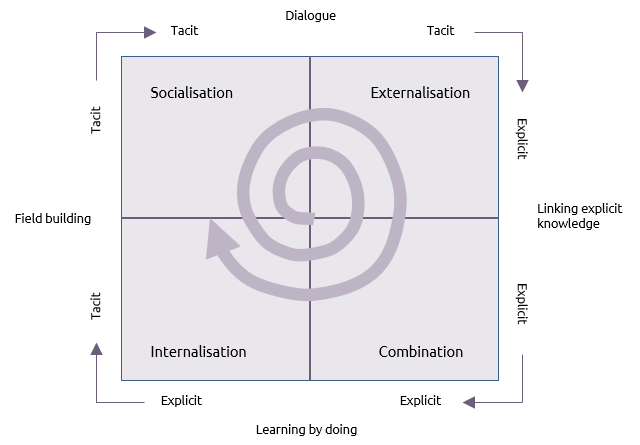 Dialogue
Tacit
Tacit
Tacit
Socialisation
Externalisation
Explicit
Field building
Linking explicit
knowledge
Tacit
Explicit
Internalisation
Combination
Explicit
Explicit
Learning by doing